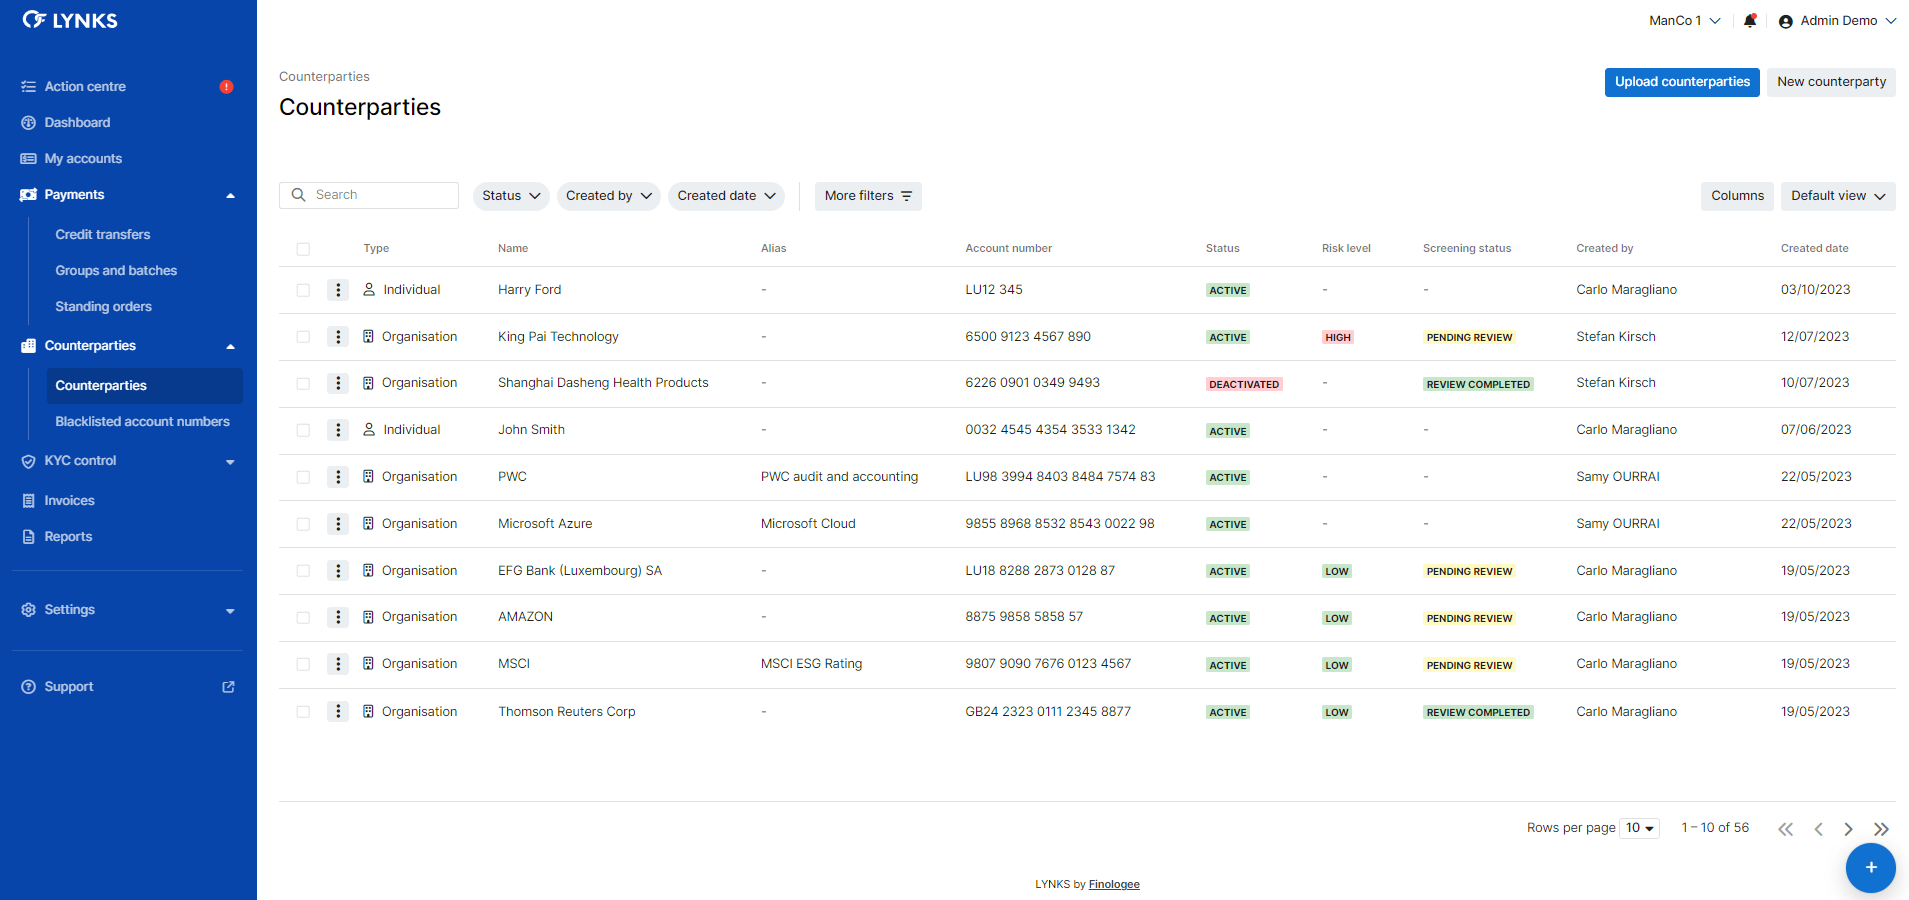 LYNKS
ManCo 1
Admin Demo
Action centre
Dashboard
My accounts
Payments
Credit transfers
Groups and batches
Standing orders
Counterparties
Counterparties
Blacklisted account numbers
KYC control
Invoices
Reports
Settings
Support
Counterparties
Counterparties
Upload counterparties New counterparty
Search Status Created by Created date More filters Columns Default view
Type Name Alias Account number Status Risk level Screening status Created by Created date
Individual Harry Ford - LU12 345 ACTIVE - - Carlo Maragliano 03/10/2023
Organisation King Pai Technology - 6500 9123 4567 890 ACTIVE HIGH PENDING REVIEW Stefan Kirsch 12/07/2023
Organisation Shanghai Dasheng Health Products - 6226 0901 0349 9493 DEACTIVATED - REVIEW COMPLETED Stefan Kirsch 10/07/2023
Individual John Smith - 0032 4545 4354 3533 1342 ACTIVE - - Carlo Maragliano 07/06/2023
Organisation PWC PWC audit and accounting LU98 3994 8403 8484 7574 83 ACTIVE - - Samy OURRAI 22/05/2023
Organisation Microsoft Azure Microsoft Cloud 9855 8968 8532 8543 0022 98 ACTIVE - - Samy OURRAI 22/05/2023
Organisation EFG Bank (Luxembourg) SA - LU18 8288 2873 0128 87 ACTIVE LOW PENDING REVIEW Carlo Maragliano 19/05/2023
Organisation AMAZON - 8875 9858 5858 57 ACTIVE LOW PENDING REVIEW Carlo Maragliano 19/05/2023
Organisation MSCI MSCI ESG Rating 9807 9090 7676 0123 4567 ACTIVE LOW PENDING REVIEW Carlo Maragliano 19/05/2023
Organisation Thomson Reuters Corp - GB24 2323 0111 2345 8877 ACTIVE LOW REVIEW COMPLETED Carlo Maragliano 19/05/2023
Rows per page 10 1 – 10 of 56
+
LYNKS by Finologee